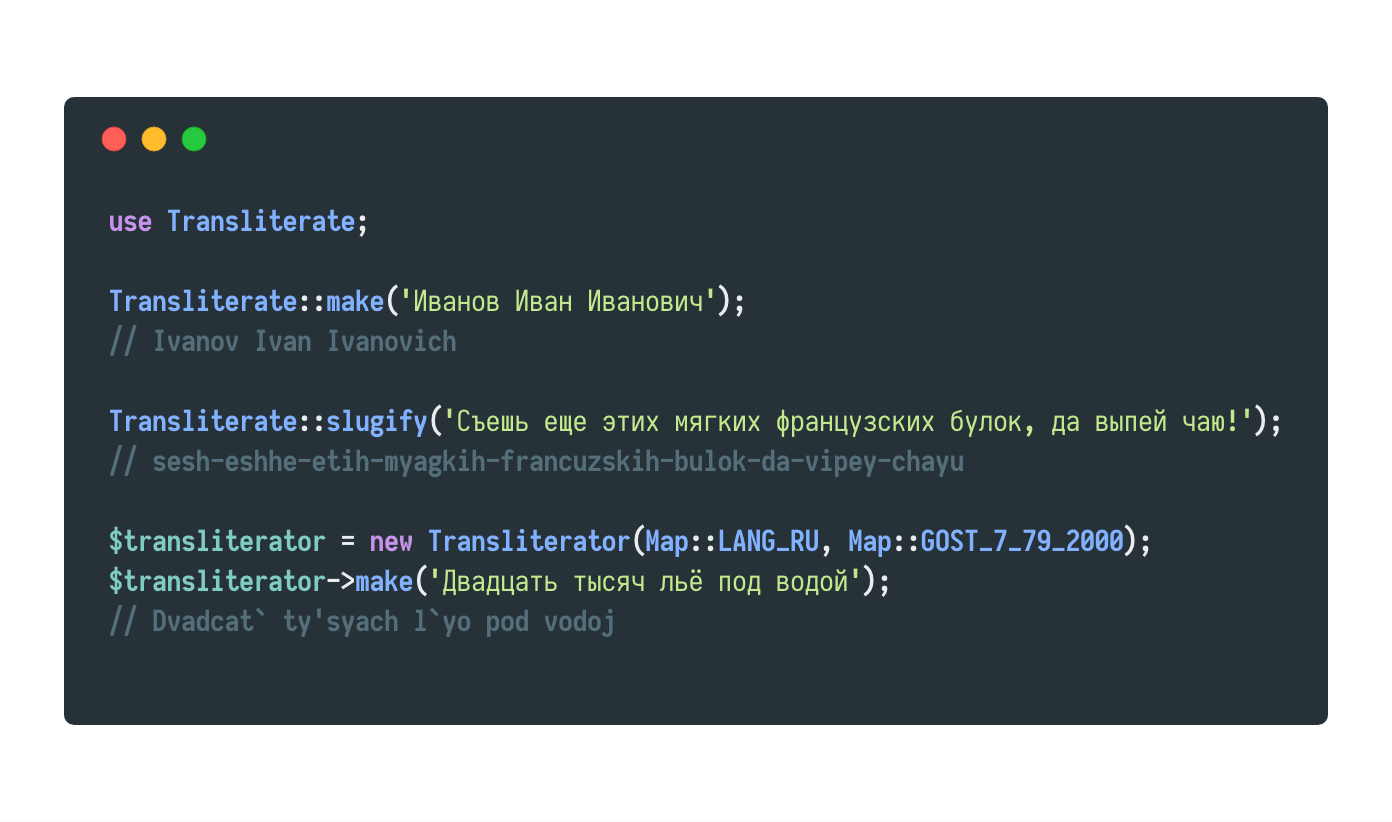 use Transliterate;
Transliterate::make('Иванов Иван Иванович');
// Ivanov Ivan Ivanovich
Transliterate::slugify('Съешь еще этих мягких французских булок, да выпей чаю!');
// sesh-eshhe-etih-myagkih-francuzskih-bulok-da-vipey-chayu
$transliterator = new Transliterator(Map::LANG_RU, Map::GOST_7_79_2000);
$transliterator->make('Двадцать тысяч льё под водой');
// Dvadcat` ty'syach l`yo pod vodoj